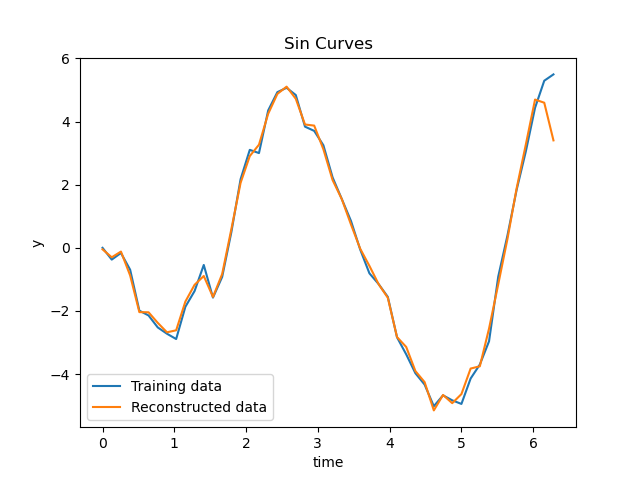 Sin Curves
6
4
2
0
−2
−4
y
Training data
Reconstructed data
0 1 2 3 4 5 6
time